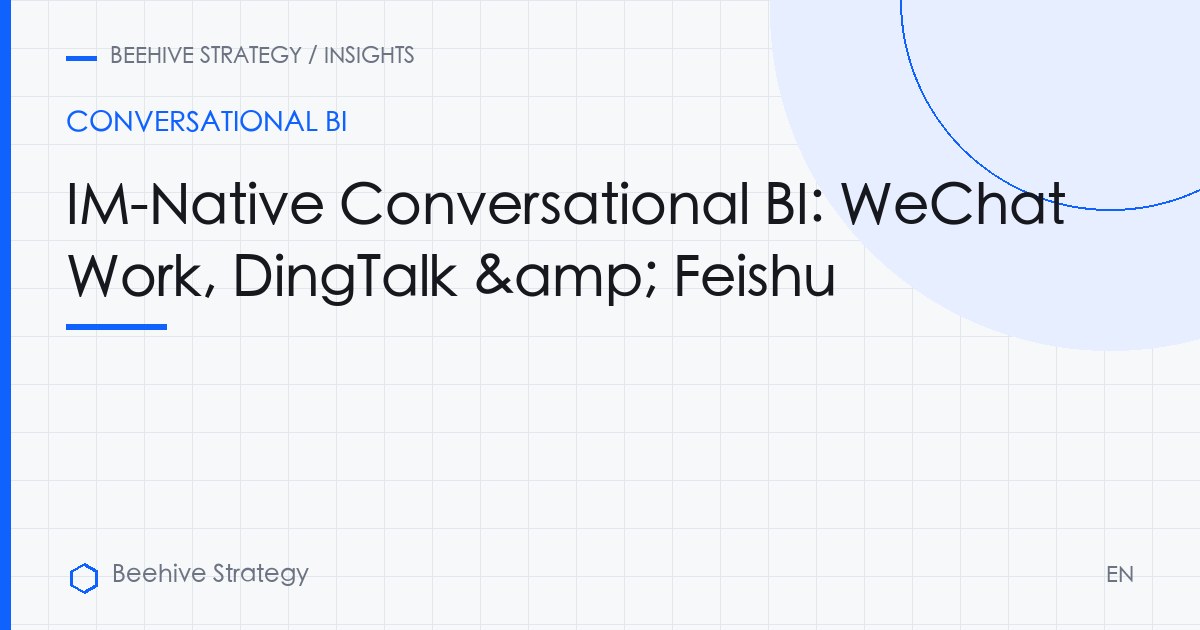 BEEHIVE STRATEGY / INSIGHTS
CONVERSATIONAL BI
IM-Native Conversational BI: WeChat
Work, DingTalk &amp; Feishu
Beehive Strategy
EN